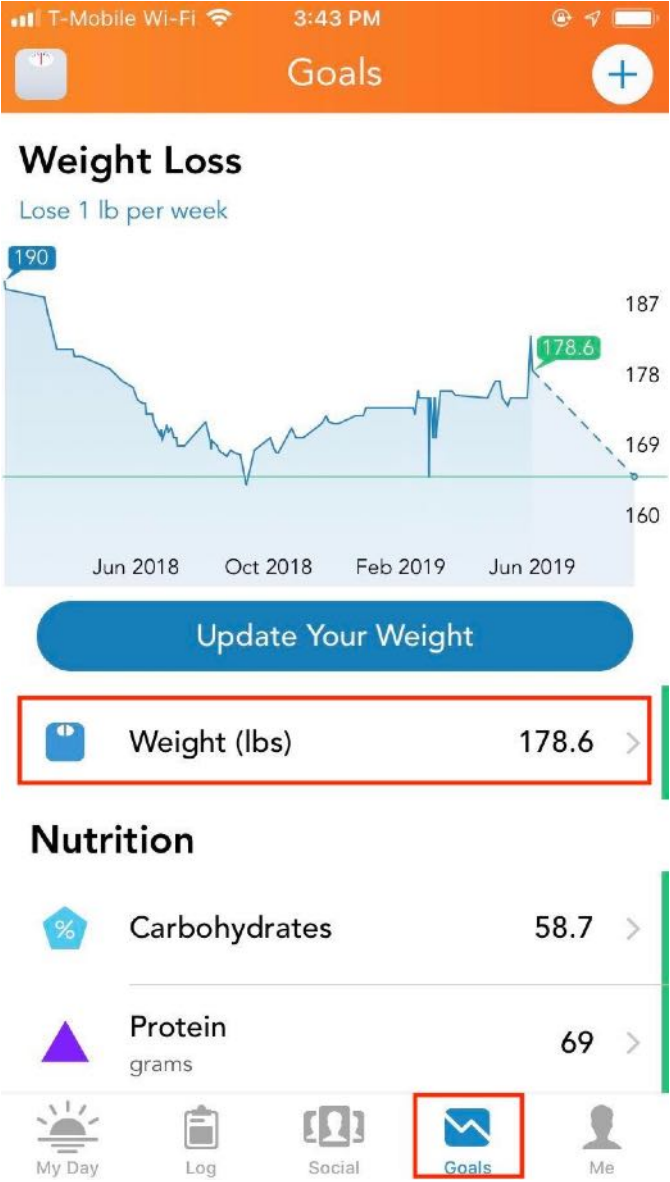 T-Mobile Wi-Fi 3:43 PM
Goals
Weight Loss
Lose 1 lb per week
190
187
178.6
178
169
160
Jun 2018 Oct 2018 Feb 2019 Jun 2019
Update Your Weight
Weight (lbs) 178.6
Nutrition
% Carbohydrates 58.7
Protein
grams
69
My Day Log Social Goals Me